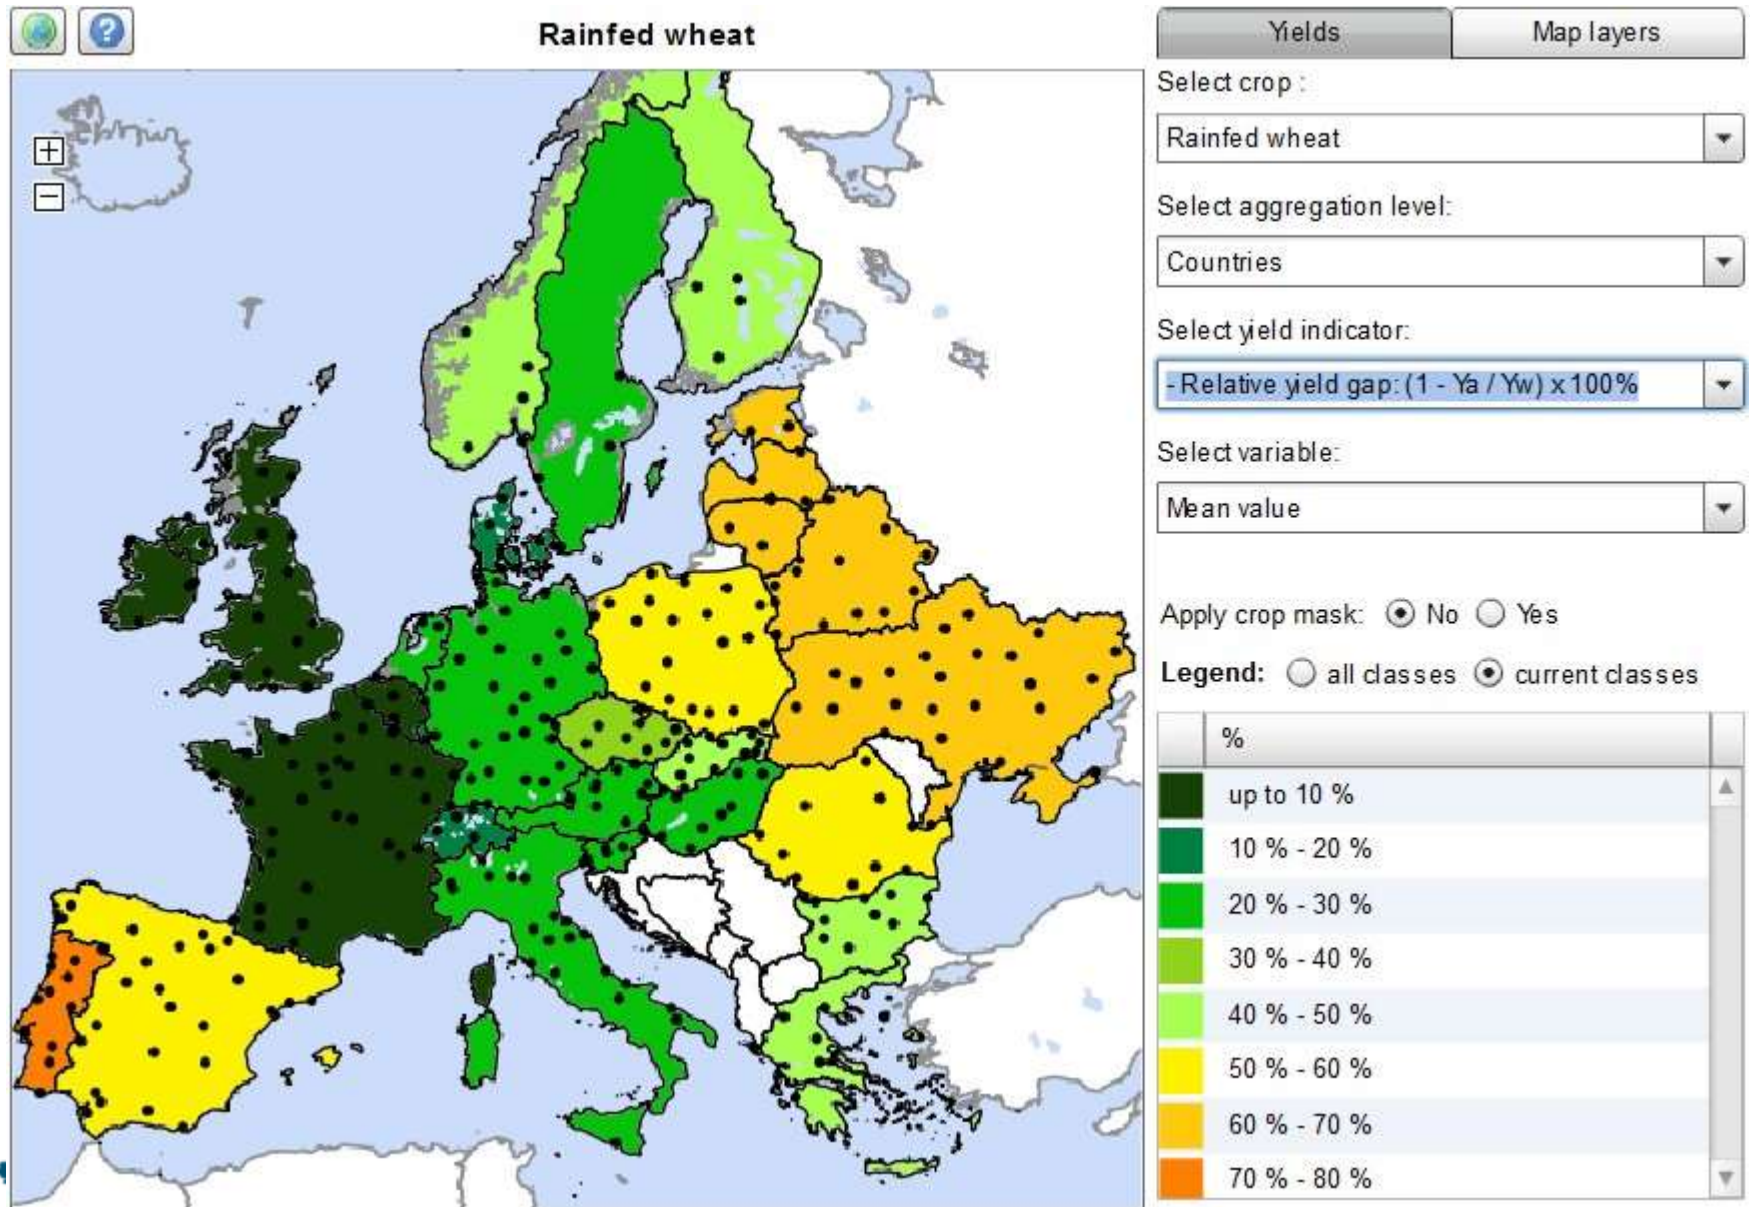 Rainfed wheat
Yields
Map layers
Select crop :
Rainfed wheat
Select aggregation level:
Countries
Select yield indicator:
- Relative yield gap: (1 - Ya / Yw) x 100%
Select variable:
Mean value
Apply crop mask: No Yes
Legend: all classes current classes
%
up to 10 %
10 % - 20 %
20 % - 30 %
30 % - 40 %
40 % - 50 %
50 % - 60 %
60 % - 70 %
70 % - 80 %